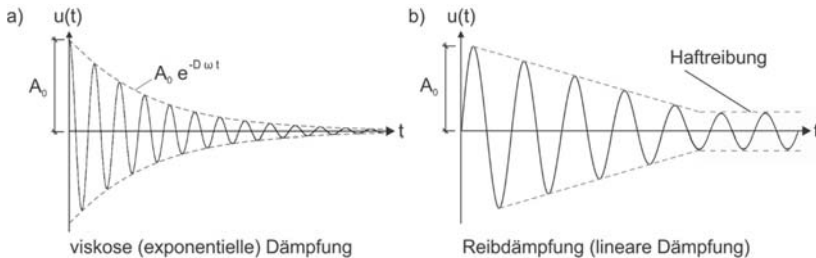 a)
u(t)
A₀
A₀ e^-D ω t
t
viskose (exponentielle) Dämpfung
b)
u(t)
A₀
Haftreibung
t
Reibdämpfung (lineare Dämpfung)